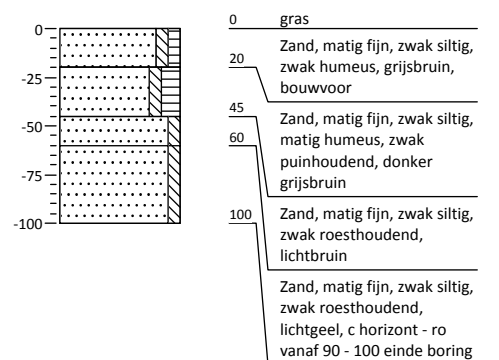 0
-25
-50
-75
-100
0 gras
Zand, matig fijn, zwak siltig,
20
zwak humeus, grijsbruin,
bouwvoor
45
Zand, matig fijn, zwak siltig,
60
matig humeus, zwak
puinhoudend, donker
grijsbruin
100
Zand, matig fijn, zwak siltig,
zwak roesthoudend,
lichtbruin
Zand, matig fijn, zwak siltig,
zwak roesthoudend,
lichtgeel, c horizont - ro
vanaf 90 - 100 einde boring